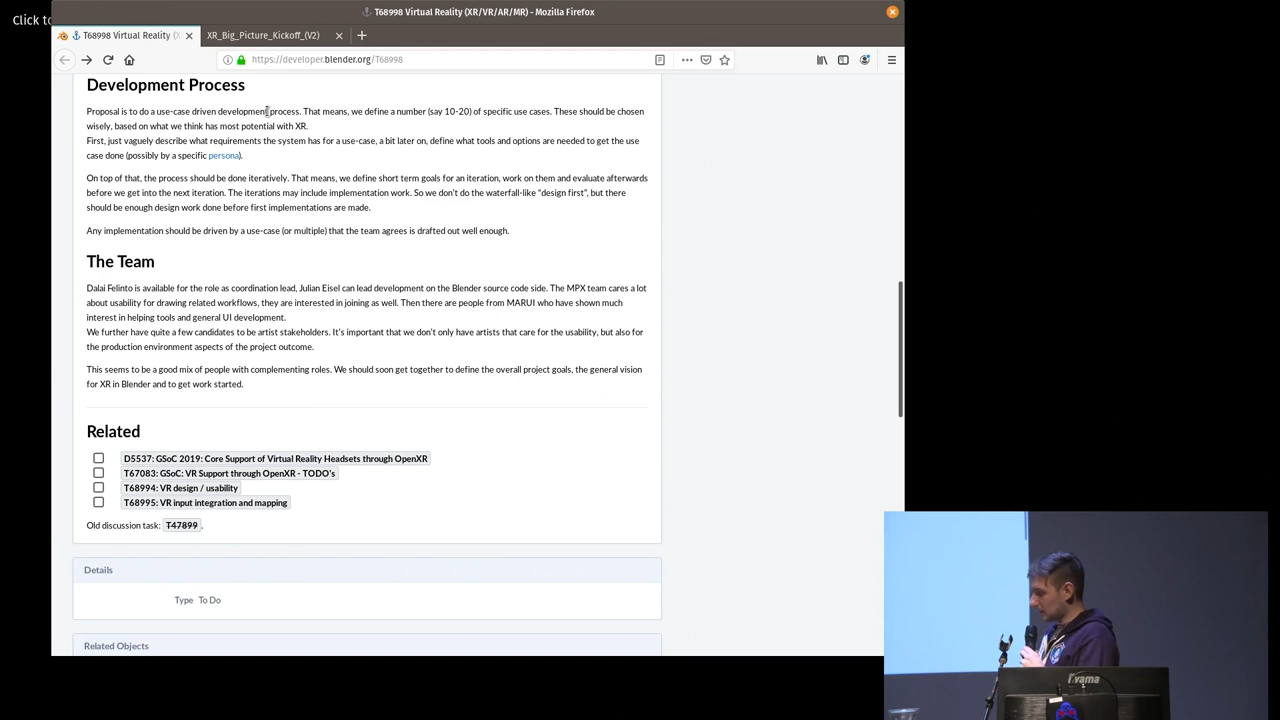 Click to
T68998 Virtual Reality (XR/VR/AR/MR) - Mozilla Firefox
T68998 Virtual Reality (X
XR_Big_Picture_Kickoff_(V2)
https://developer.blender.org/T68998
Development Process
Proposal is to do a use-case driven development process. That means, we define a number (say 10-20) of specific use cases. These should be chosen
wisely, based on what we think has most potential with XR.
First, just vaguely describe what requirements the system has for a use-case, a bit later on, define what tools and options are needed to get the use
case done (possibly by a specific persona).
On top of that, the process should be done iteratively. That means, we define short term goals for an iteration, work on them and evaluate afterwards
before we get into the next iteration. The iterations may include implementation work. So we don't do the waterfall-like "design first", but there
should be enough design work done before first implementations are made.
Any implementation should be driven by a use-case (or multiple) that the team agrees is drafted out well enough.
The Team
Dalai Felinto is available for the role as coordination lead, Julian Eisel can lead development on the Blender source code side. The MPX team cares a lot
about usability for drawing related workflows, they are interested in joining as well. Then there are people from MARUI who have shown much
interest in helping tools and general UI development.
We further have quite a few candidates to be artist stakeholders. It's important that we don't only have artists that care for the usability, but also for
the production environment aspects of the project outcome.
This seems to be a good mix of people with complementing roles. We should soon get together to define the overall project goals, the general vision
for XR in Blender and to get work started.
Related
D5537: GSoC 2019: Core Support of Virtual Reality Headsets through OpenXR
T67083: GSoC: VR Support through OpenXR - TODO's
T68994: VR design / usability
T68995: VR input integration and mapping
Old discussion task: T47899.
Details
Type To Do
Related Objects
iiyama